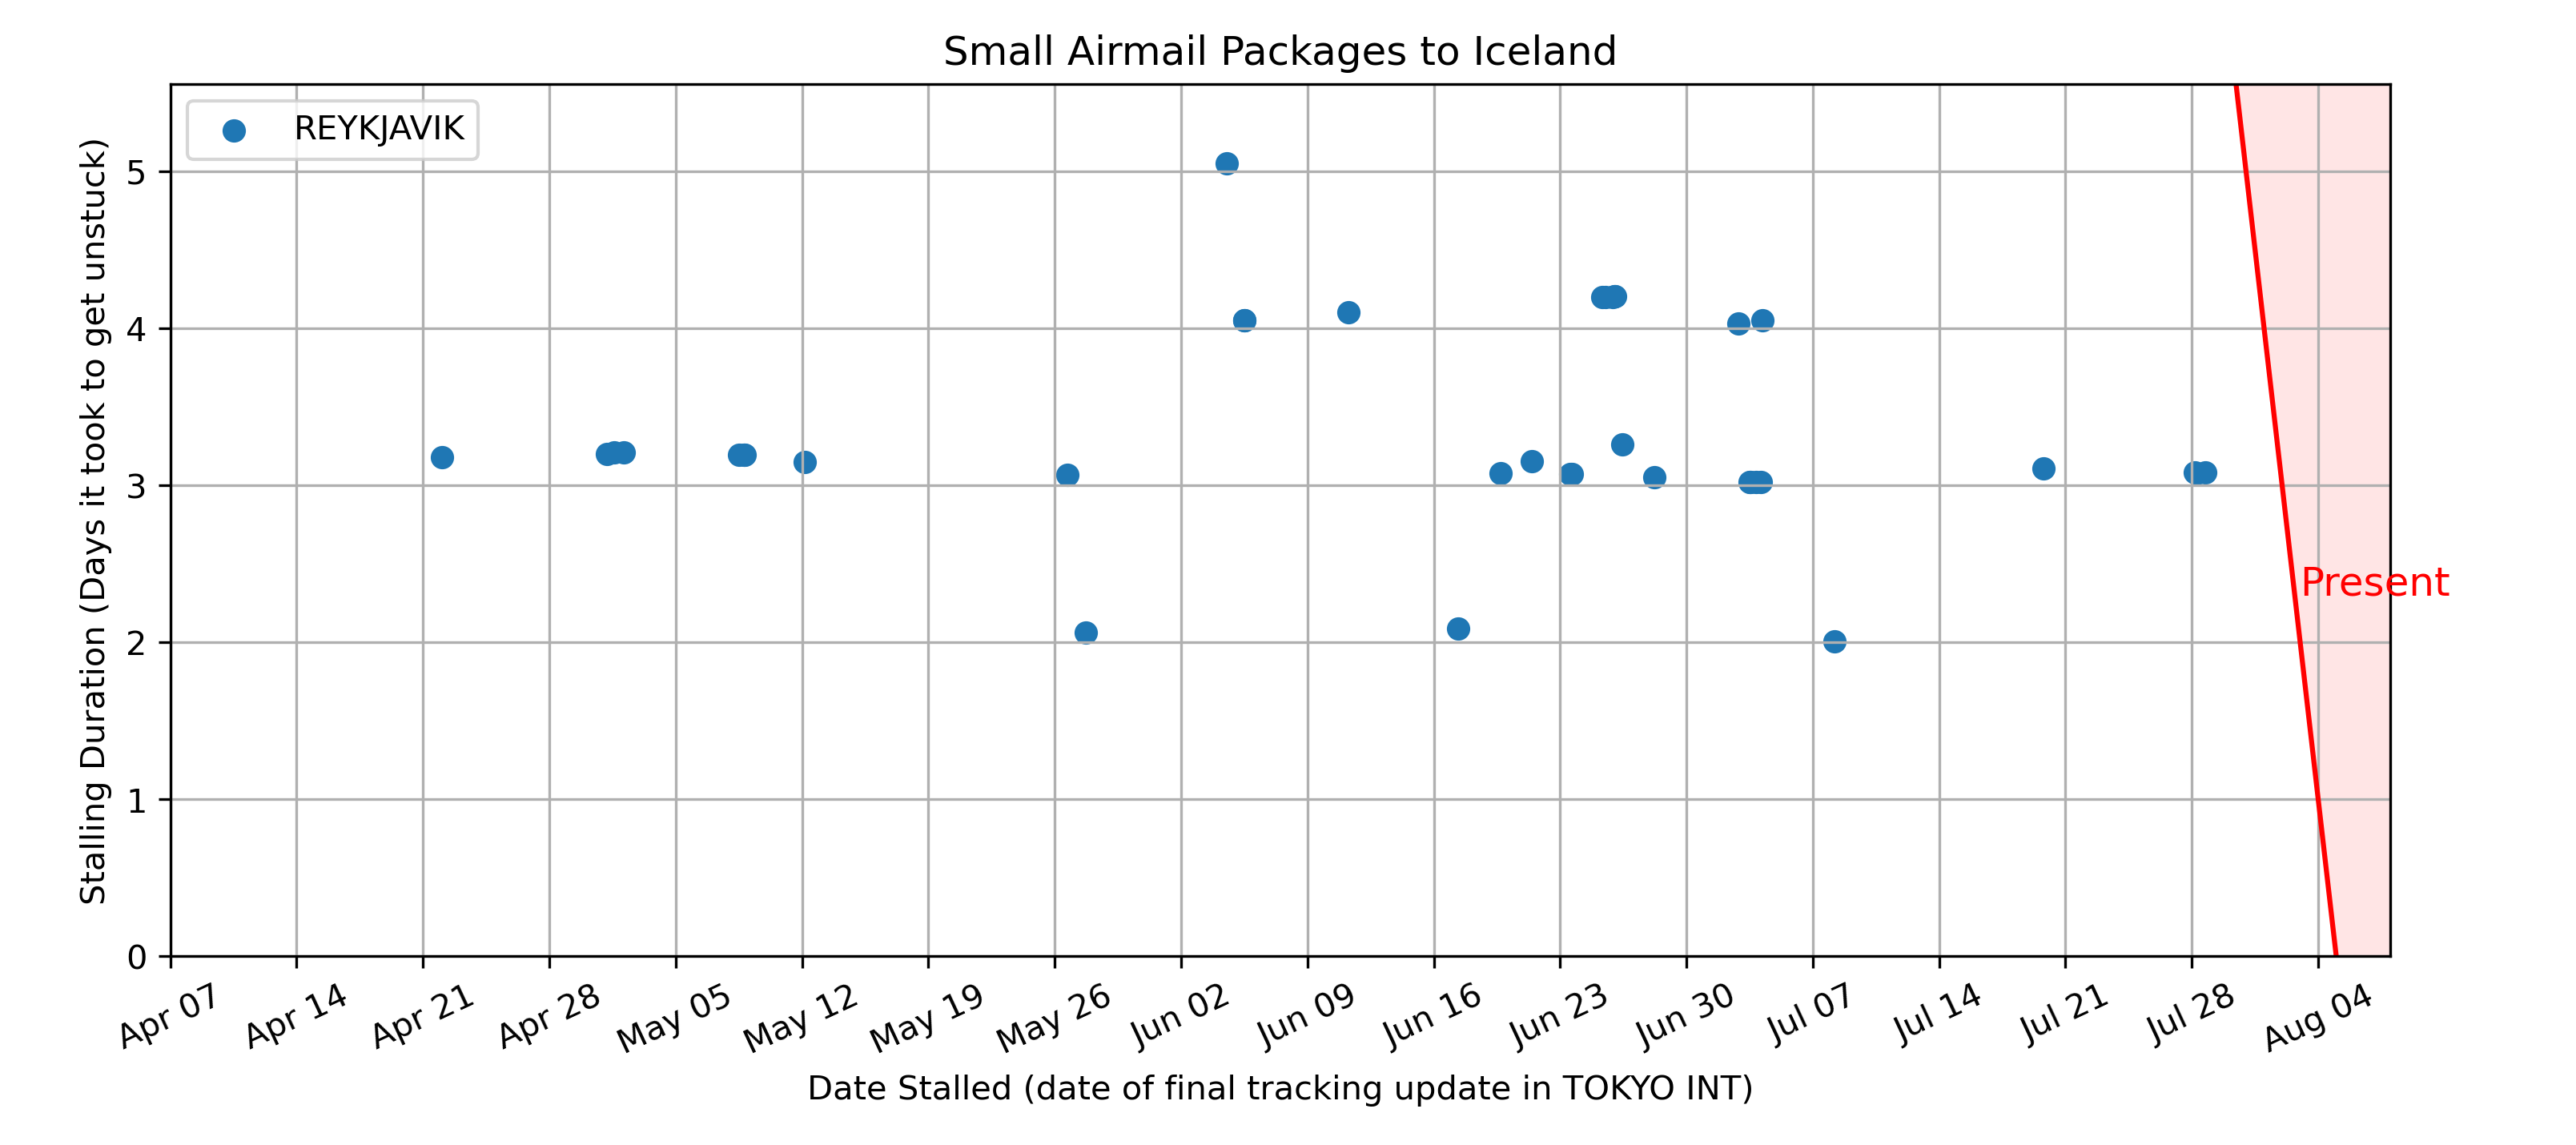 Small Airmail Packages to Iceland
REYKJAVIK
Stalling Duration (Days it took to get unstuck)
5
4
3
2
1
0
Present
Apr 07 Apr 14 Apr 21 Apr 28 May 05 May 12 May 19 May 26 Jun 02 Jun 09 Jun 16 Jun 23 Jun 30 Jul 07 Jul 14 Jul 21 Jul 28 Aug 04
Date Stalled (date of final tracking update in TOKYO INT)